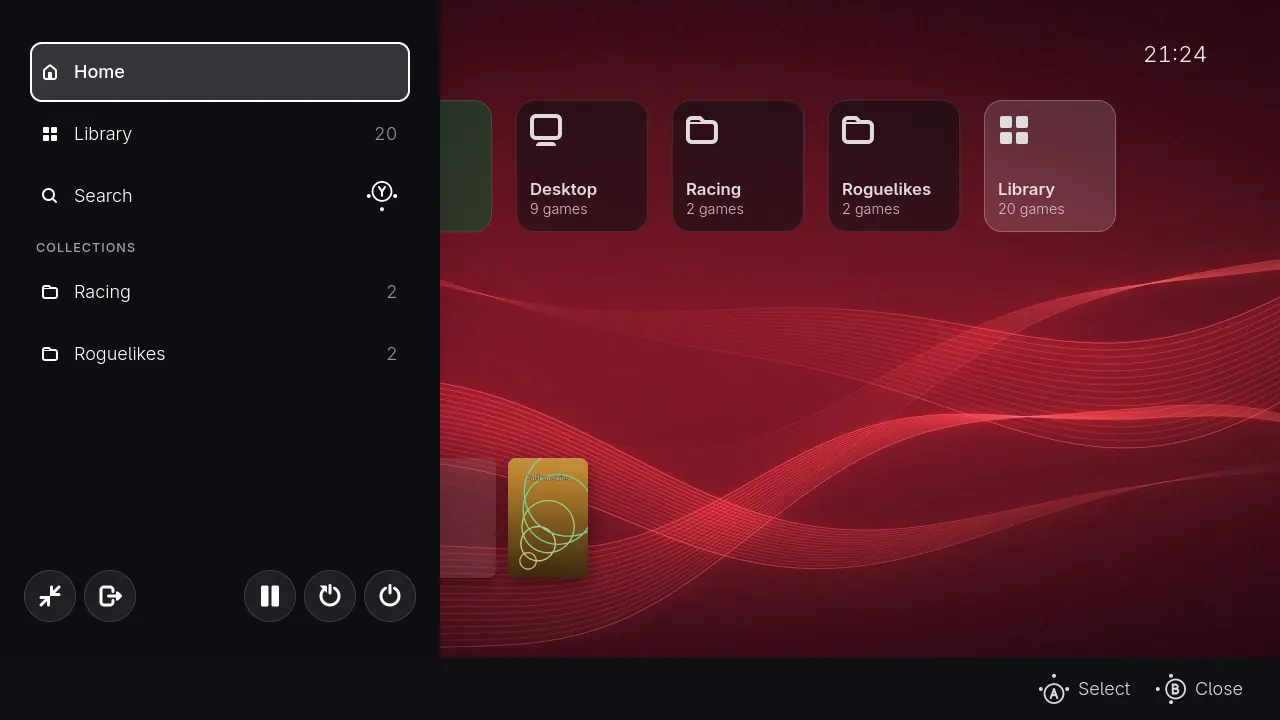 Home
Library 20
Search Y
COLLECTIONS
Racing 2
Roguelikes 2
21:24
Desktop
9 games
Racing
2 games
Roguelikes
2 games
Library
20 games
A Select
B Close